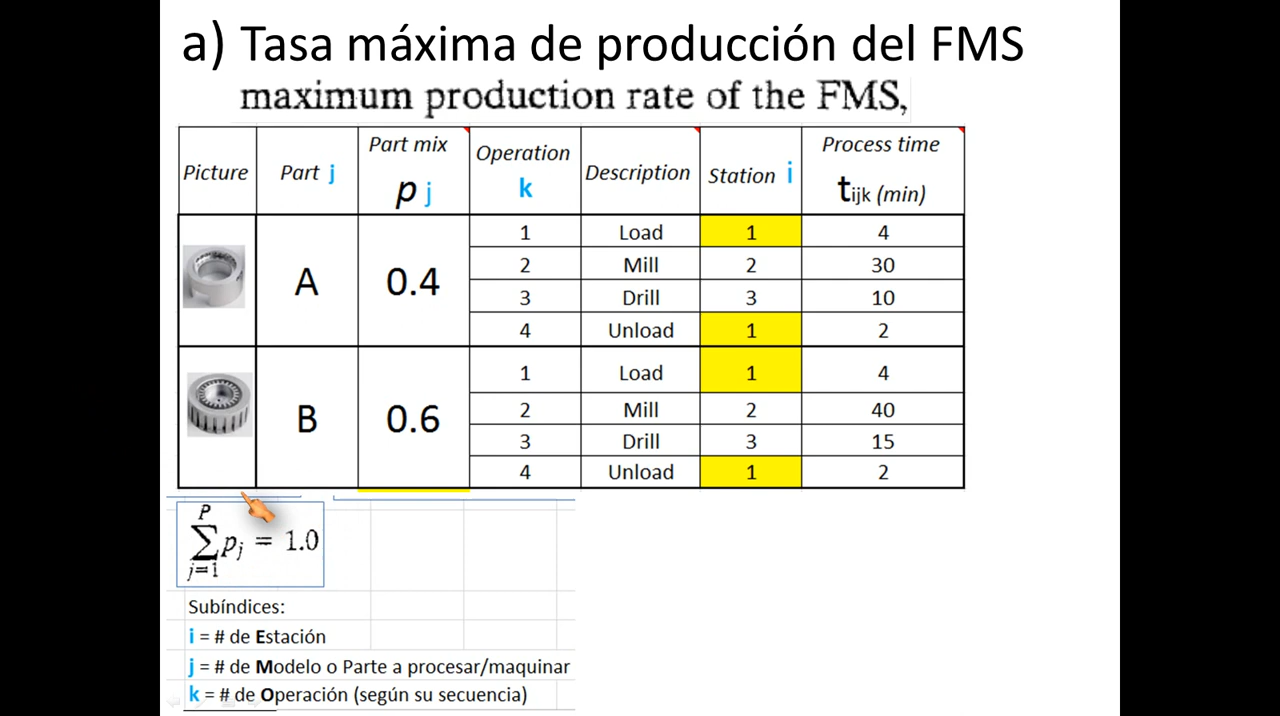 a) Tasa máxima de producción del FMS
maximum production rate of the FMS,
Picture Part j Part mix p j Operation k Description Station i Process time tijk (min)
A 0.4
1 Load 1 4
2 Mill 2 30
3 Drill 3 10
4 Unload 1 2
B 0.6
1 Load 1 4
2 Mill 2 40
3 Drill 3 15
4 Unload 1 2
P
∑ pj = 1.0
j=1
Subíndices:
i = # de Estación
j = # de Modelo o Parte a procesar/maquinar
k = # de Operación (según su secuencia)